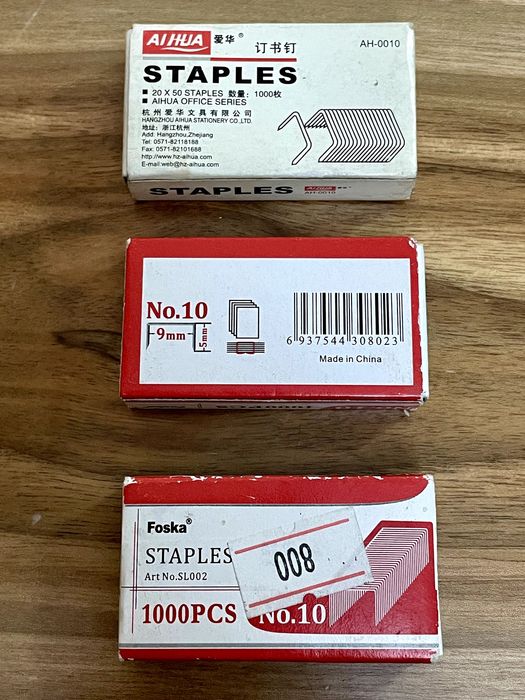 AIHUA 爱华® 订书钉 AH-0010
STAPLES
20 X 50 STAPLES 数量: 1000枚
AIHUA OFFICE SERIES
杭州爱华文具有限公司
HANGZHOU AIHUA STATIONERY CO.,LTD.
地址: 浙江杭州
Add: Hangzhou,Zhejiang
Tel: 0571-82118188
Fax: 0571-82101688
http://www.hz-aihua.com
E-mail:web@hz-aihua.com
STAPLES AIHUA AH-0010
No.10
9mm
5mm
6 937544 308023
Made in China
Foska®
STAPLES
Art No.SL002
008
1000PCS No.10